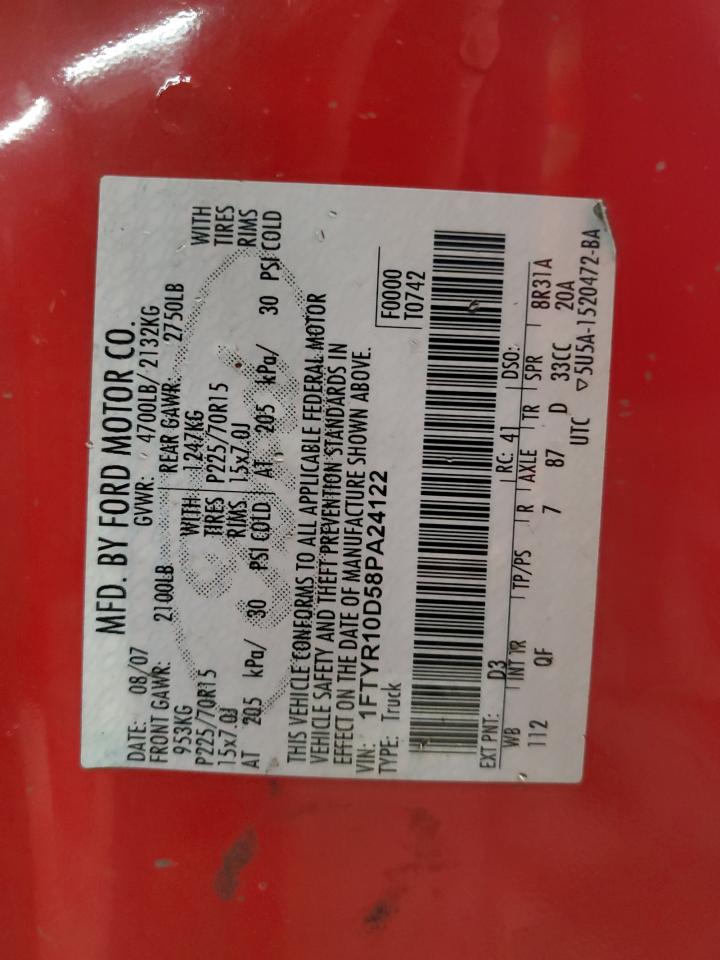 MFD. BY FORD MOTOR CO.
DATE: 08/07 GVWR: 4700LB/ 2132KG
FRONT GAWR: 2100LB REAR GAWR: 2750LB
953KG WITH 1247KG WITH
P225/70R15 TIRES P225/70R15 TIRES
15x7.0J RIMS 15x7.0J RIMS
AT 205 kPa/ 30 PSI COLD AT 205 kPa/ 30 PSI COLD
THIS VEHICLE CONFORMS TO ALL APPLICABLE FEDERAL MOTOR
VEHICLE SAFETY AND THEFT PREVENTION STANDARDS IN
EFFECT ON THE DATE OF MANUFACTURE SHOWN ABOVE.
VIN: 1FTYR10D58PA24122 F0000
TYPE: Truck T0742
EXT PNT: D3 RC: 41 DSO:
WB INT TR TP/PS R AXLE TR SPR 8R31A
112 QF 7 87 D 33CC 20A
UTC ▽5U5A-1520472-BA